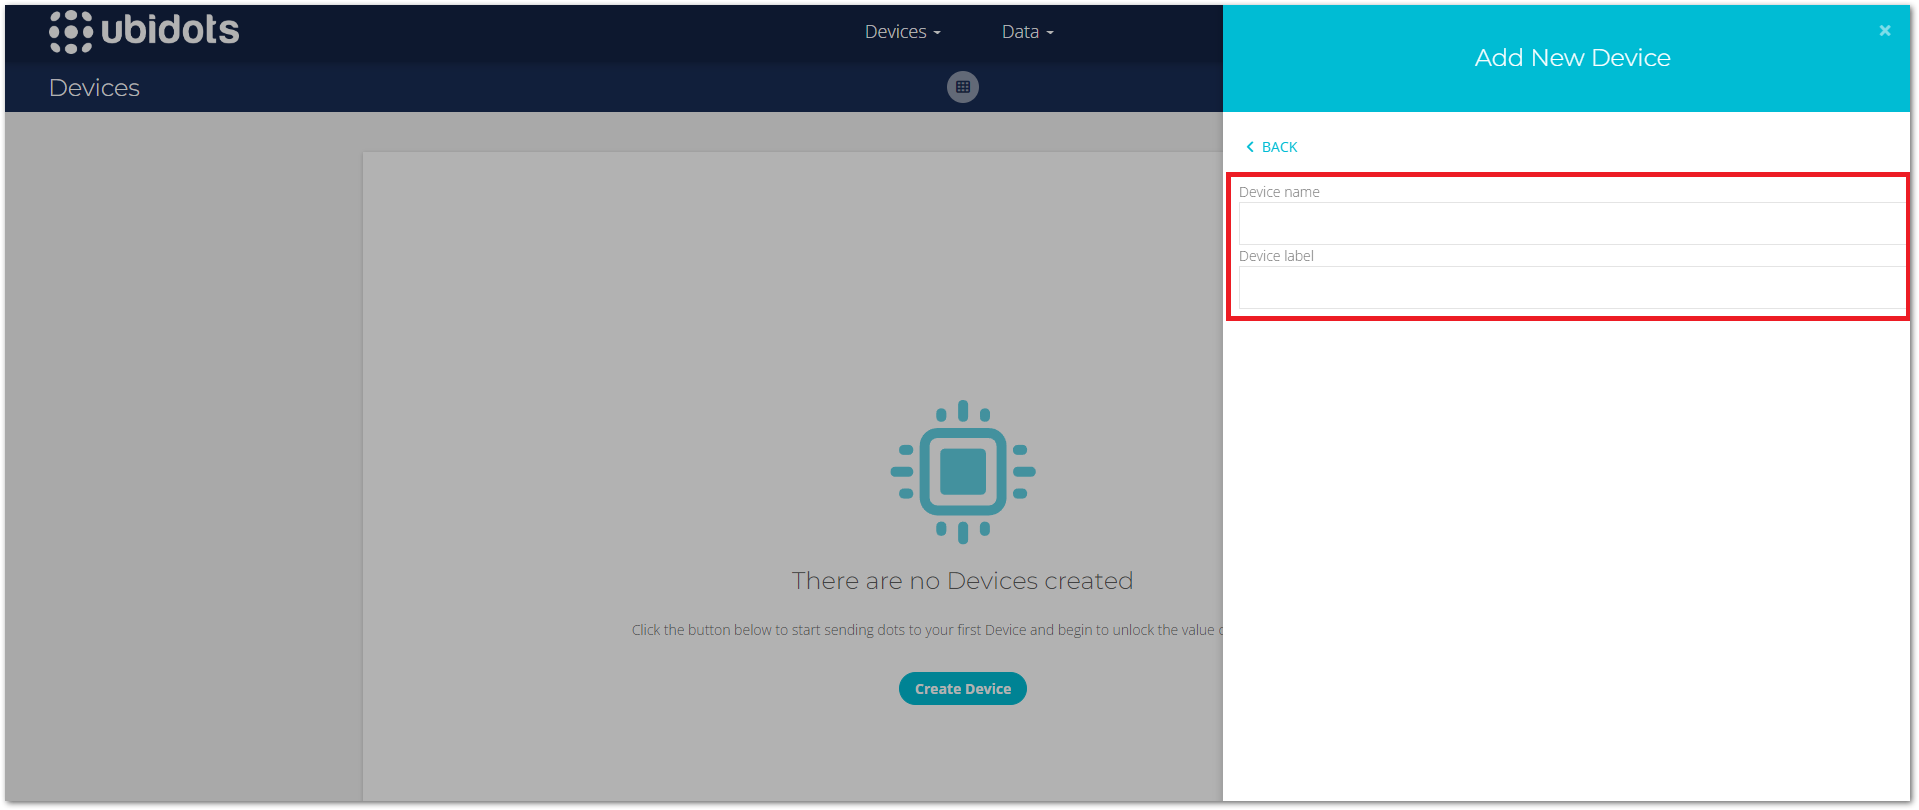 ubidots
Devices
Data
Devices
There are no Devices created
Click the button below to start sending dots to your first Device and begin to unlock the value
Create Device
×
Add New Device
BACK
Device name
Device label